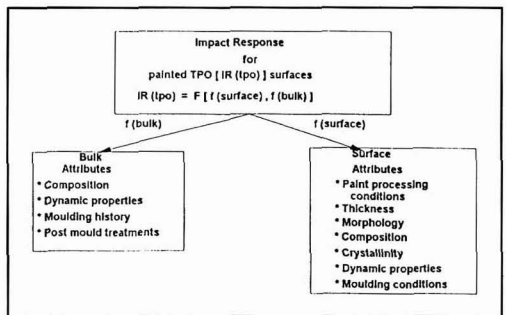 Impact Response
for
painted TPO [ IR (tpo) ] surfaces
IR (tpo) = F [ f (surface) , f (bulk) ]
f (bulk)
f (surface)
Bulk
Attributes
* Composition
* Dynamic properties
* Moulding history
* Post mould treatments
Surface
Attributes
* Paint processing
conditions
* Thickness
* Morphology
* Composition
* Crystallinity
* Dynamic properties
* Moulding conditions